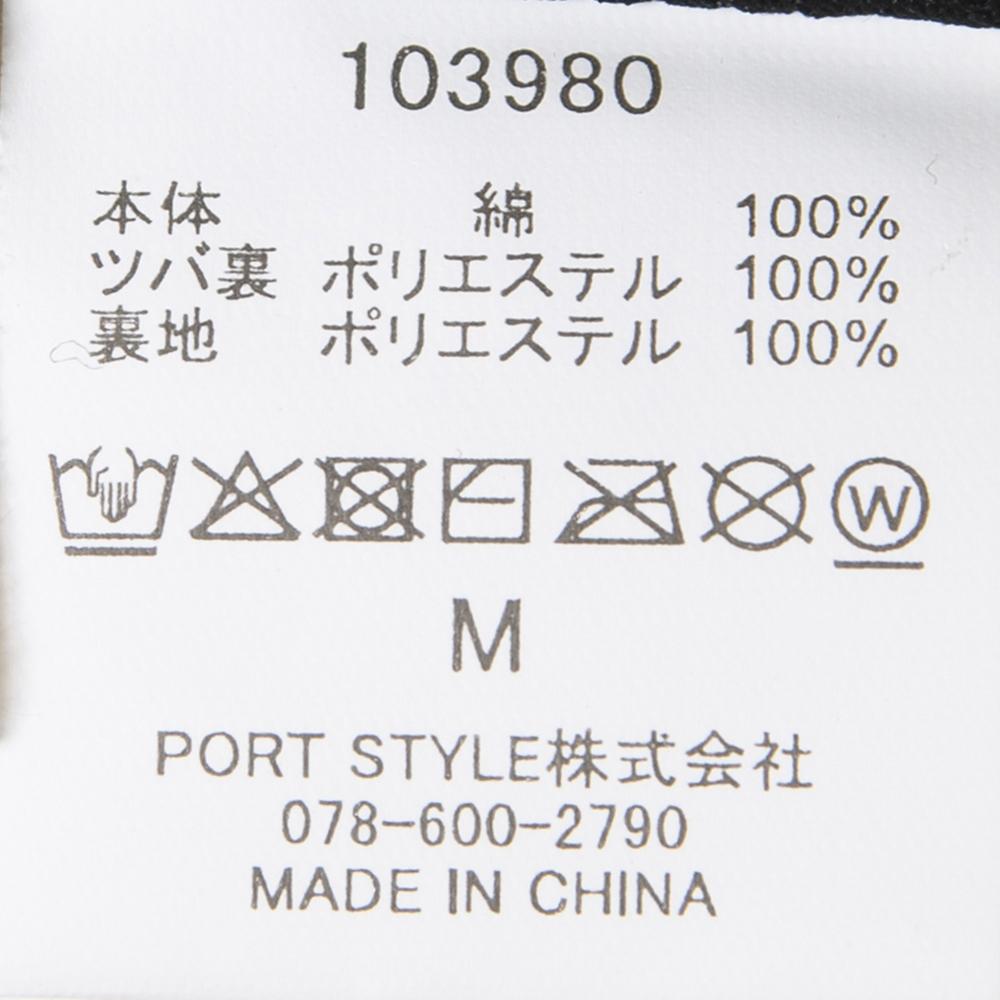 103980
本体 綿 100%
ツバ裏 ポリエステル 100%
裏地 ポリエステル 100%
W
M
PORT STYLE株式会社
078-600-2790
MADE IN CHINA